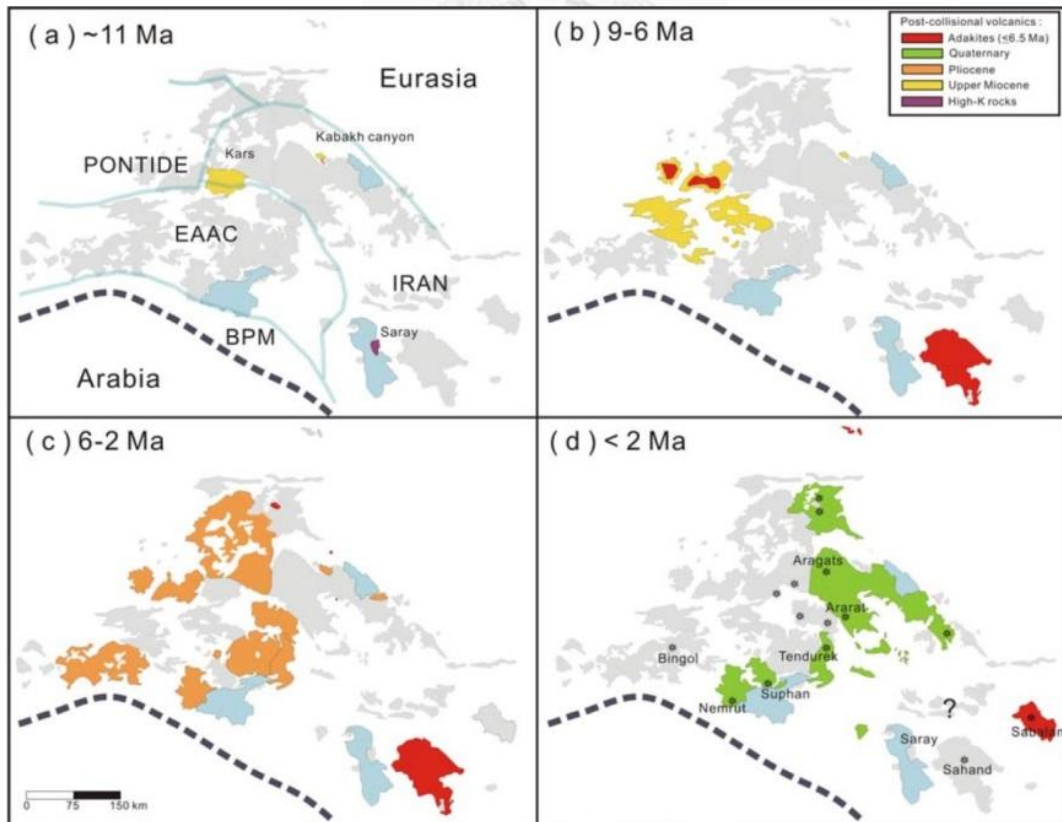 ( a ) ~11 Ma
Eurasia
Kabakh canyon
Kars
PONTIDE
EAAC
IRAN
Saray
BPM
Arabia
( b ) 9-6 Ma
Post-collisional volcanics :
Adakites (≤6.5 Ma)
Quaternary
Pliocene
Upper Miocene
High-K rocks
( c ) 6-2 Ma
0 75 150 km
( d ) < 2 Ma
Aragats
Ararat
Bingol
Tendurek
Suphan
Nemrut
?
Saray
Sabalan
Sahand